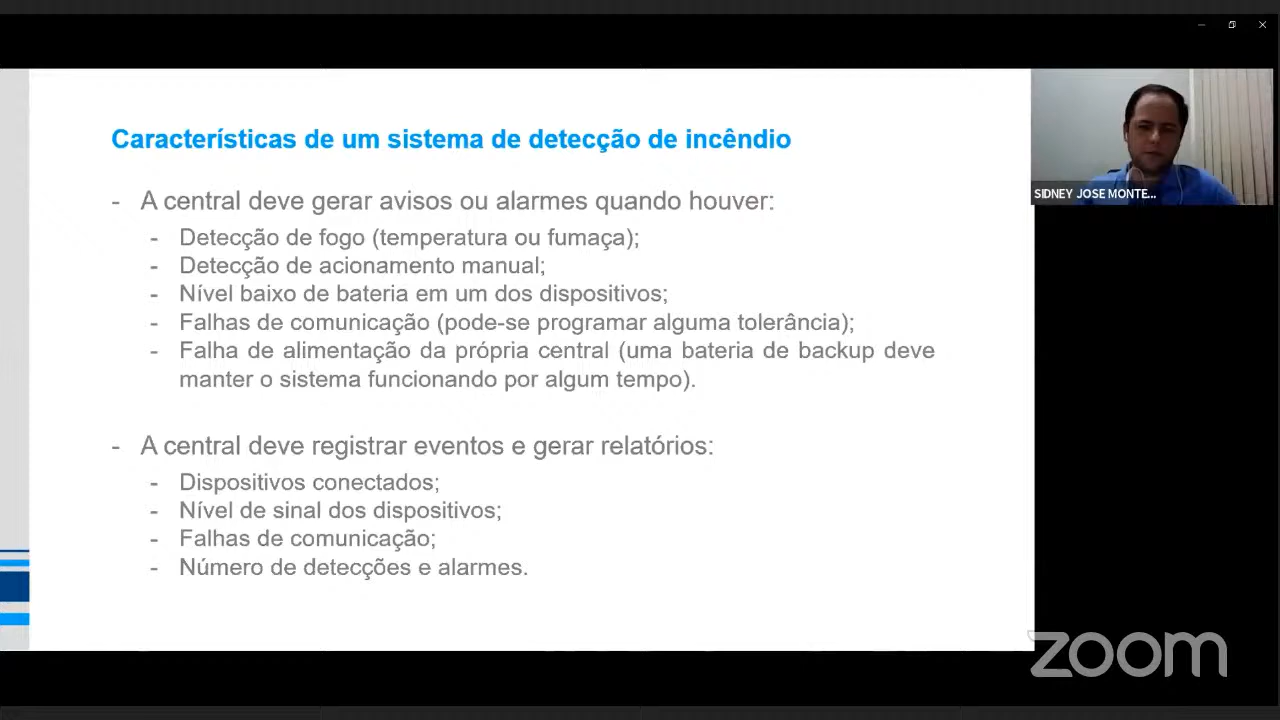 Características de um sistema de detecção de incêndio
- A central deve gerar avisos ou alarmes quando houver:
- Detecção de fogo (temperatura ou fumaça);
- Detecção de acionamento manual;
- Nível baixo de bateria em um dos dispositivos;
- Falhas de comunicação (pode-se programar alguma tolerância);
- Falha de alimentação da própria central (uma bateria de backup deve
manter o sistema funcionando por algum tempo).
- A central deve registrar eventos e gerar relatórios:
- Dispositivos conectados;
- Nível de sinal dos dispositivos;
- Falhas de comunicação;
- Número de detecções e alarmes.
SIDNEY JOSE MONTE...
zoom